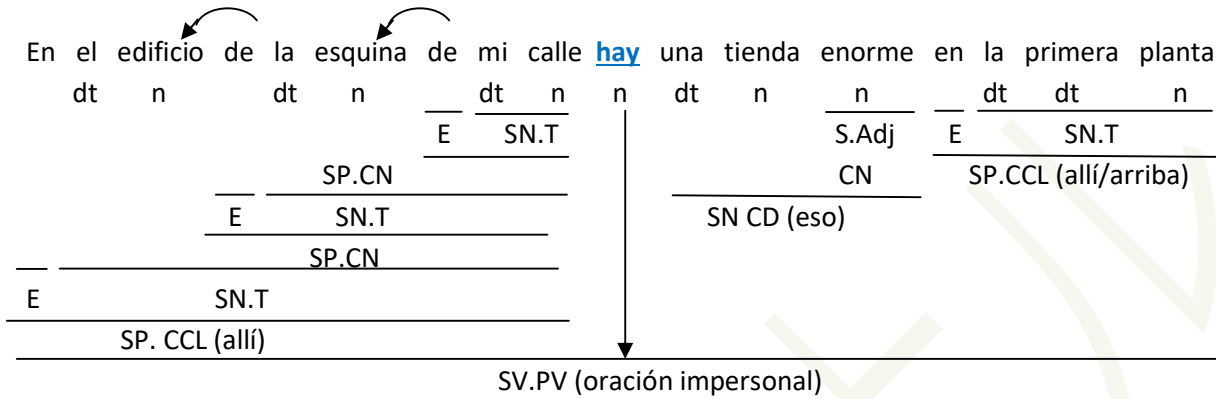 En el edificio de la esquina de mi calle hay una tienda enorme en la primera planta
dt n dt n dt n n dt n n dt dt n
E SN.T S.Adj E SN.T
SP.CN CN SP.CCL (allí/arriba)
E SN.T SN CD (eso)
SP.CN
E SN.T
SP. CCL (allí)
SV.PV (oración impersonal)